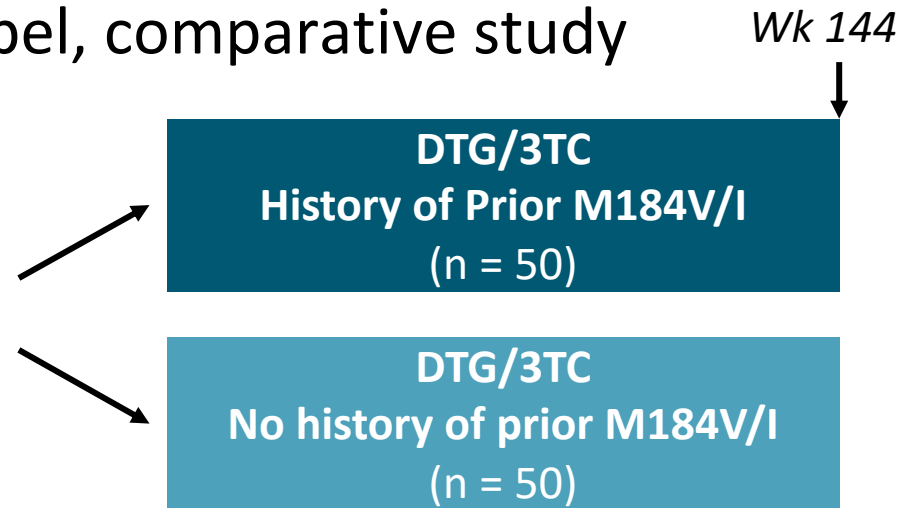 comparative study
Wk 144
DTG/3TC
History of Prior M184V/I
(n = 50)
DTG/3TC
No history of prior M184V/I
(n = 50)